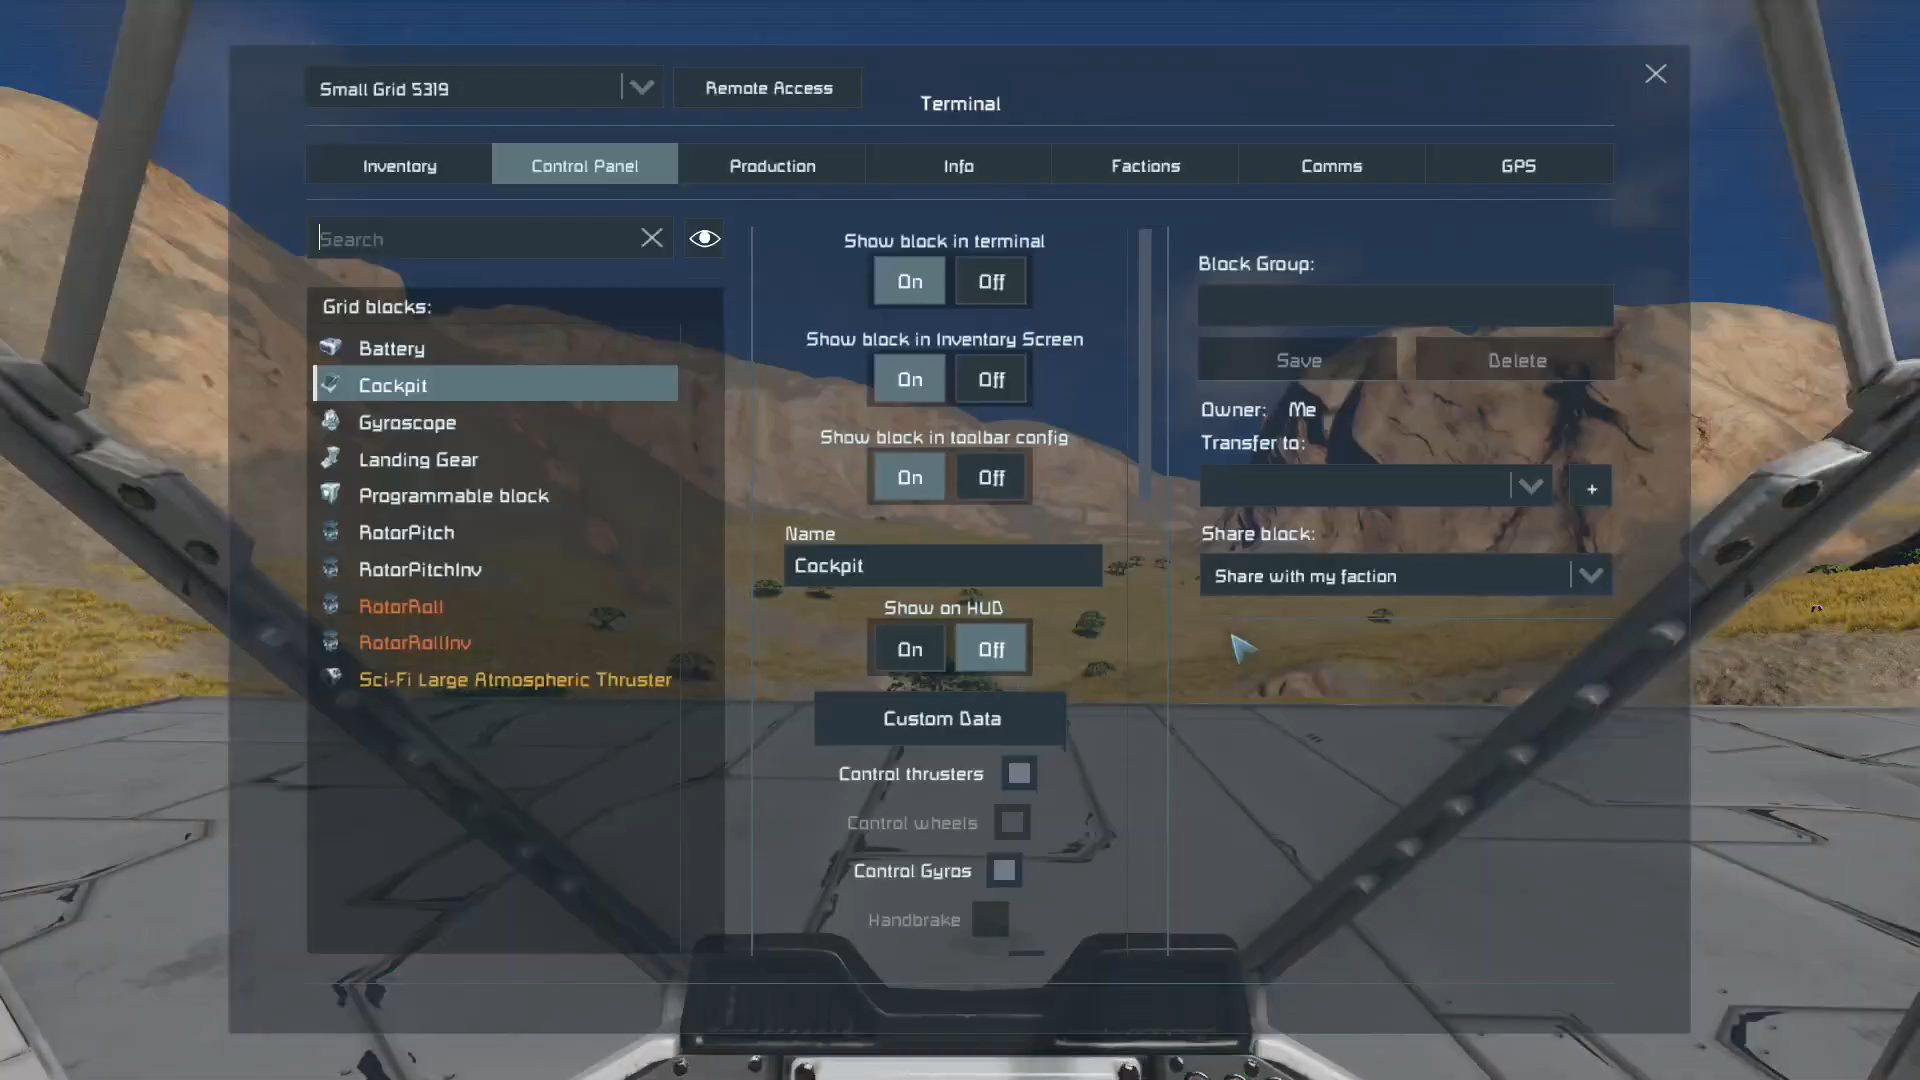 Small Grid 5319
Remote Access
Terminal
Inventory
Control Panel
Production
Info
Factions
Comms
GPS
Search
Grid blocks:
Battery
Cockpit
Gyroscope
Landing Gear
Programmable block
RotorPitch
RotorPitchInv
RotorRoll
RotorRollInv
Sci-Fi Large Atmospheric Thruster
Show block in terminal
On Off
Show block in Inventory Screen
On Off
Show block in toolbar config
On Off
Name
Cockpit
Show on HUD
On Off
Custom Data
Control thrusters
Control wheels
Control Gyros
Handbrake
Block Group:
Save
Delete
Owner: Me
Transfer to:
+
Share block:
Share with my faction